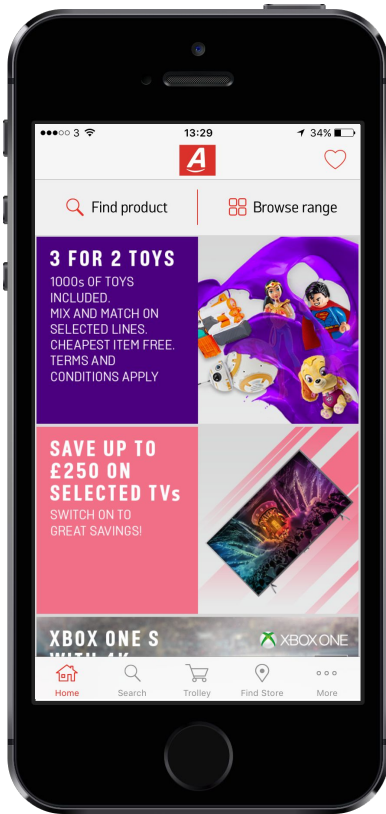 3
13:29
34%
A
Find product
Browse range
3 FOR 2 TOYS
1000s OF TOYS
INCLUDED.
MIX AND MATCH ON
SELECTED LINES.
CHEAPEST ITEM FREE.
TERMS AND
CONDITIONS APPLY
SAVE UP TO
£250 ON
SELECTED TVs
SWITCH ON TO
GREAT SAVINGS!
XBOX ONE S
XBOX ONE
WITH 4K
Home
Search
Trolley
Find Store
More